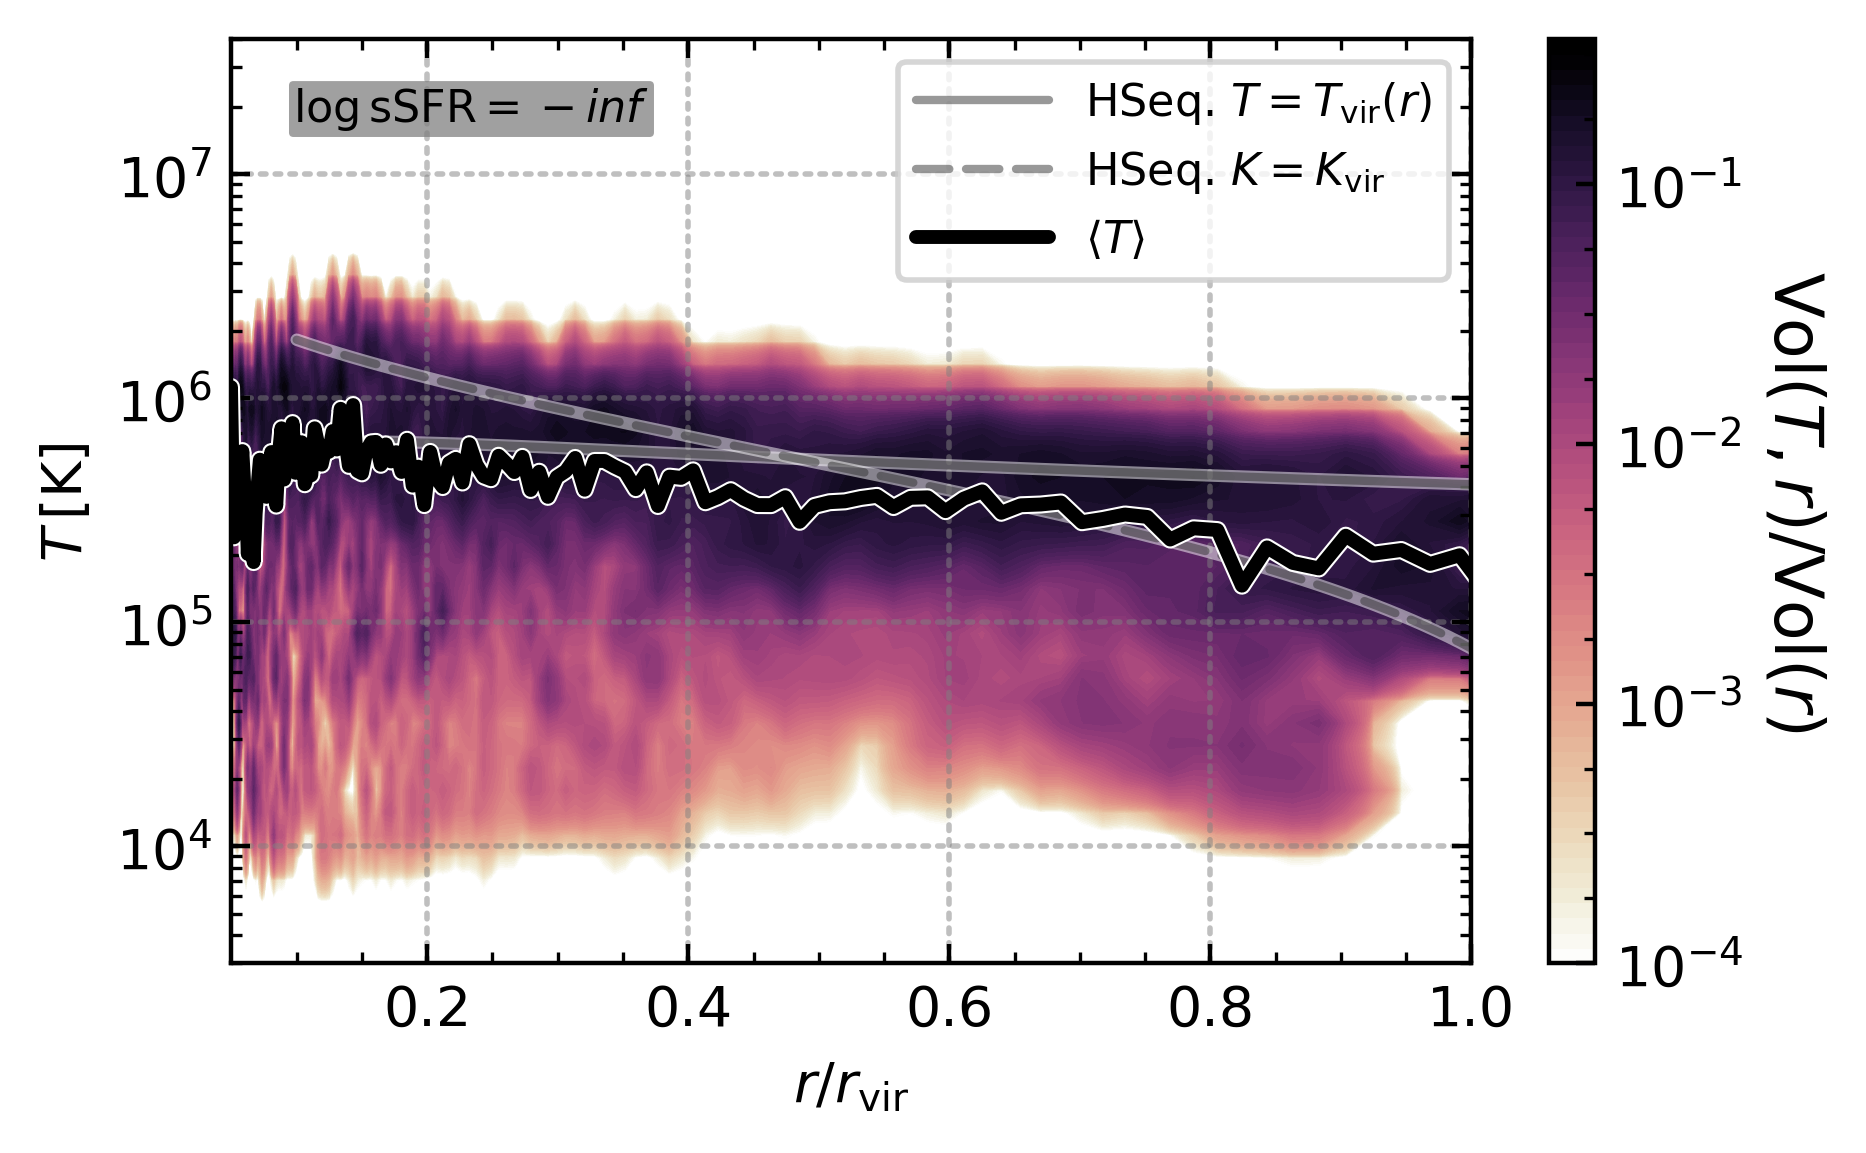 log sSFR = −inf
HSeq. T = T_vir(r)
HSeq. K = K_vir
⟨T⟩
T [K]
10^7
10^6
10^5
10^4
0.2 0.4 0.6 0.8 1.0
r/r_vir
10^−1
10^−2
10^−3
10^−4
Vol(T, r)/Vol(r)